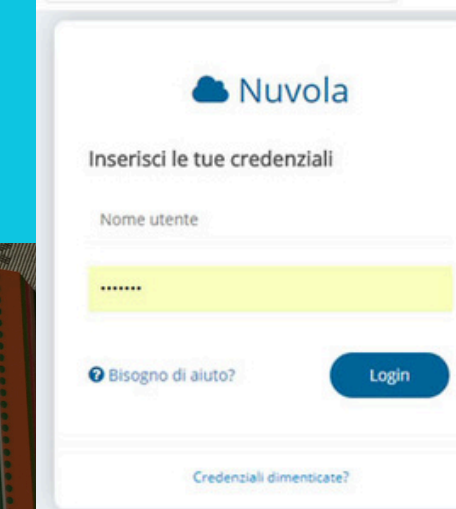 Nuvola
Inserisci le tue credenziali
Nome utente
•••••••
Bisogno di aiuto?
Login
Credenziali dimenticate?